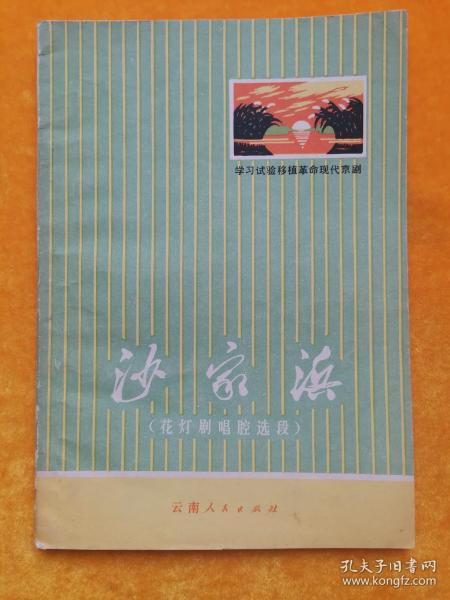 学习试验移植革命现代京剧
沙家浜
（花灯剧唱腔选段）
云南人民出版社
孔夫子旧书网
www.kongfz.com